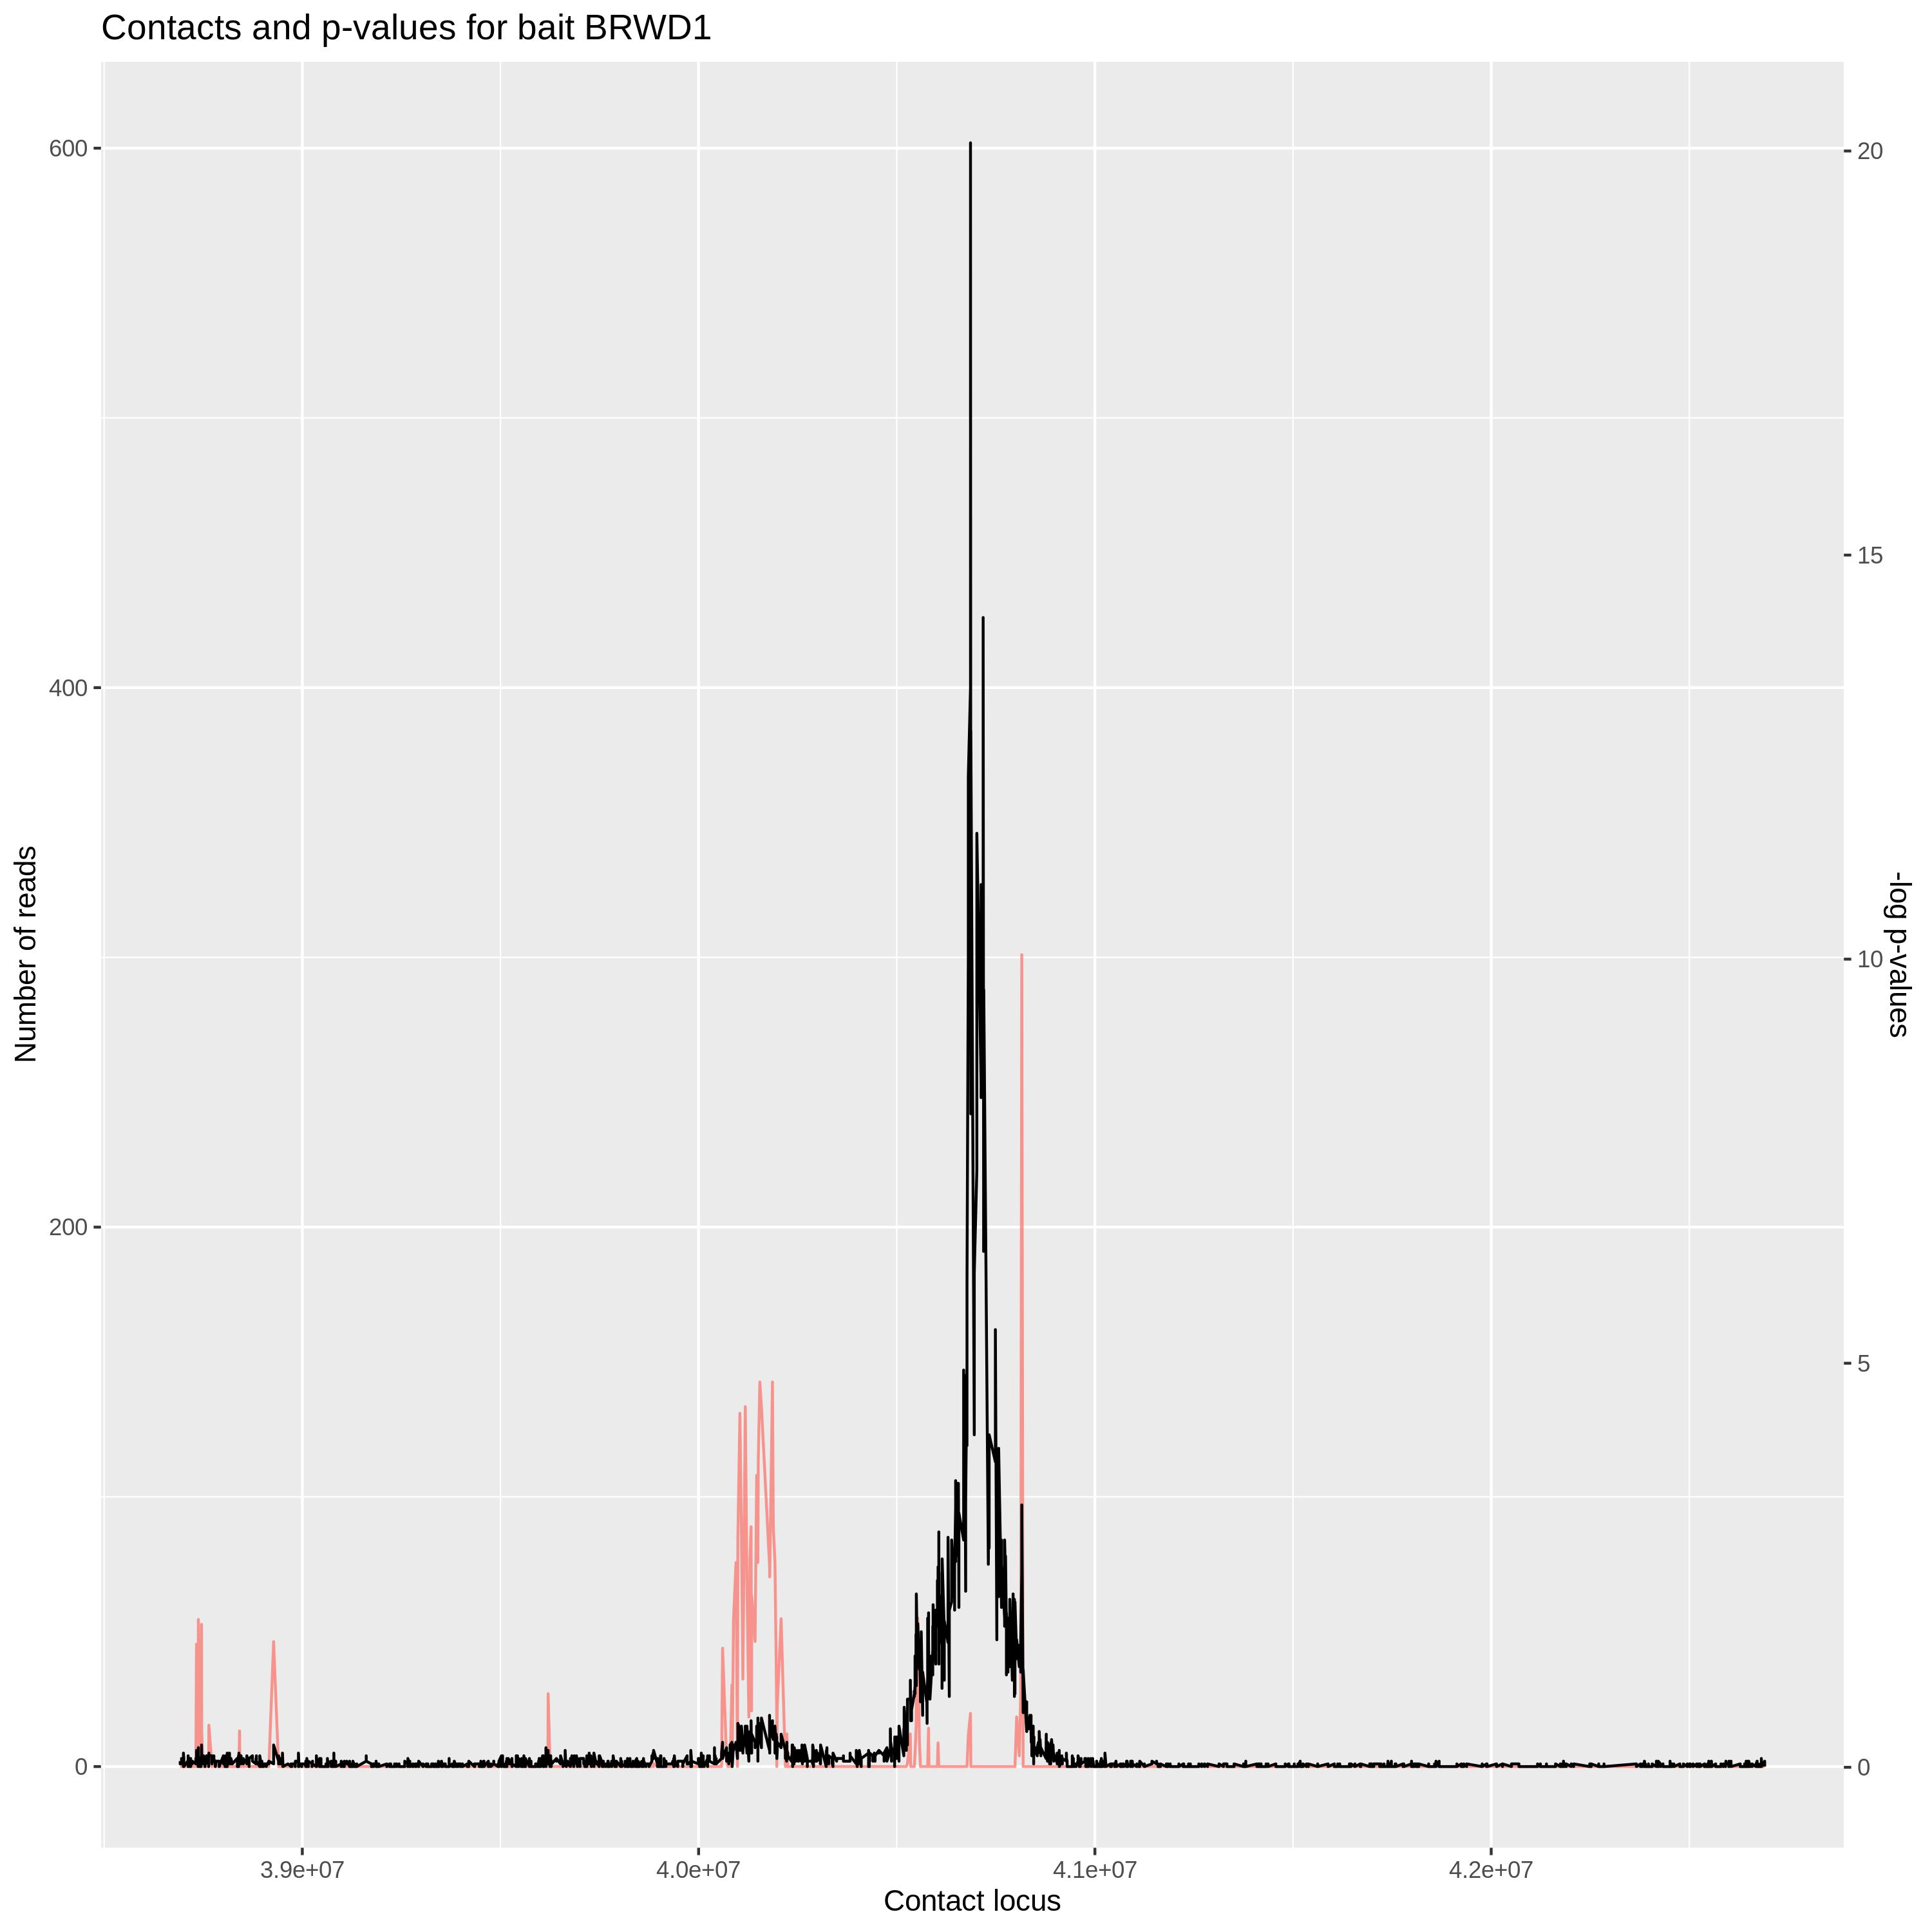 Contacts and p-values for bait BRWD1
600
400
200
0
Number of reads
20
15
10
5
0
-log p-values
3.9e+07
4.0e+07
4.1e+07
4.2e+07
Contact locus